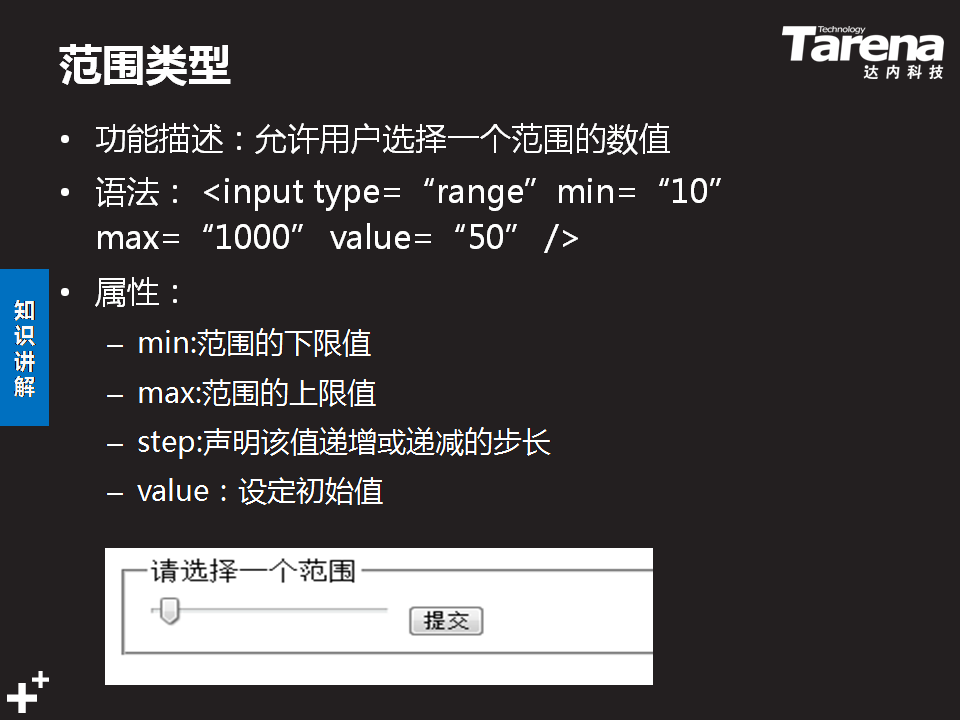 范围类型
Technology
Tarena
达内科技
• 功能描述：允许用户选择一个范围的数值
• 语法： <input type=“range” min=“10”
max=“1000” value=“50” />
• 属性：
– min:范围的下限值
– max:范围的上限值
– step:声明该值递增或递减的步长
– value：设定初始值
知识讲解
请选择一个范围
提交